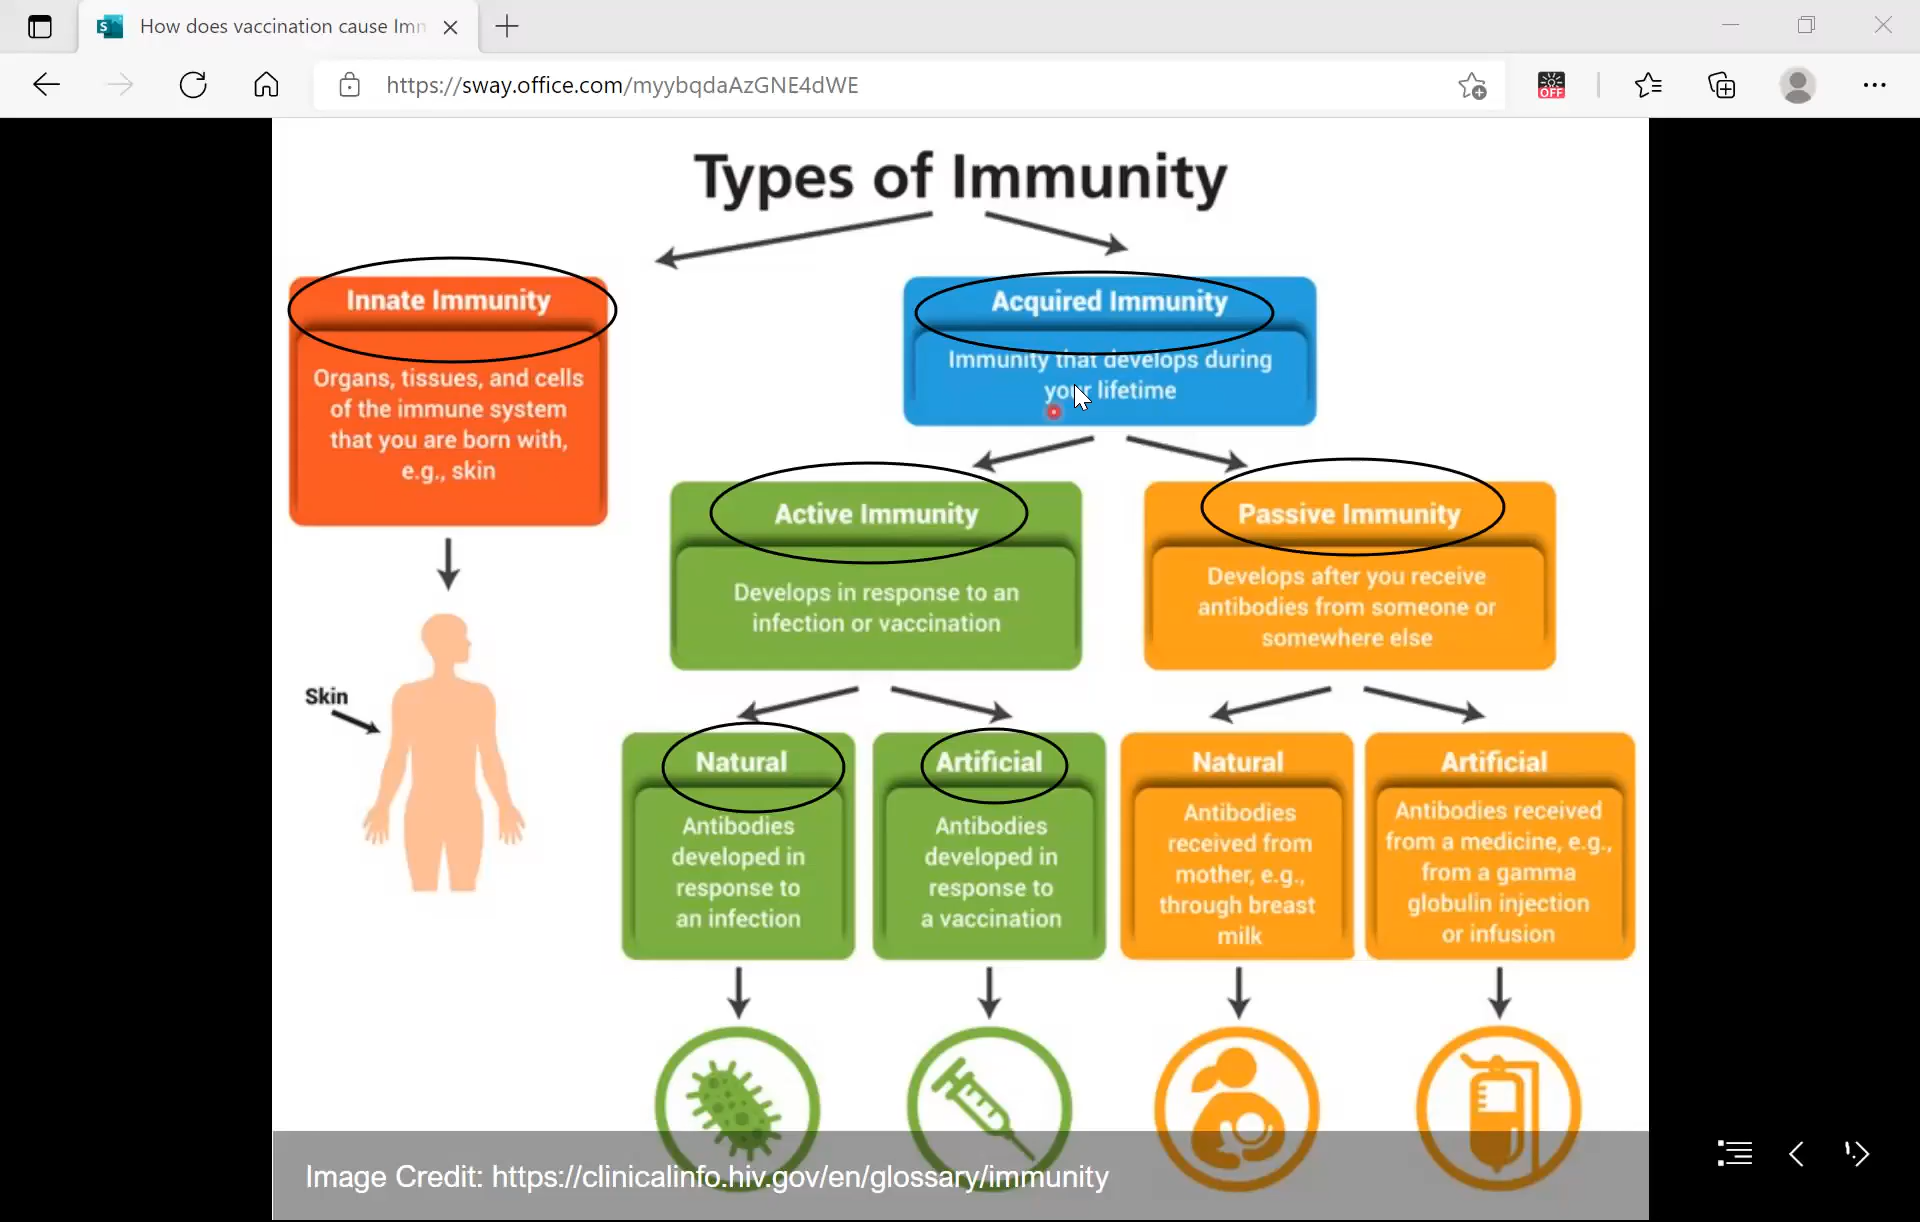 How does vaccination cause Imm
https://sway.office.com/myybqdaAzGNE4dWE
OFF
Types of Immunity
Innate Immunity
Organs, tissues, and cells
of the immune system
that you are born with,
e.g., skin
Skin
Acquired Immunity
Immunity that develops during
your lifetime
Active Immunity
Develops in response to an
infection or vaccination
Passive Immunity
Develops after you receive
antibodies from someone or
somewhere else
Natural
Antibodies
developed in
response to
an infection
Artificial
Antibodies
developed in
response to
a vaccination
Natural
Antibodies
received from
mother, e.g.,
through breast
milk
Artificial
Antibodies received
from a medicine, e.g.,
from a gamma
globulin injection
or infusion
Image Credit: https://clinicalinfo.hiv.gov/en/glossary/immunity